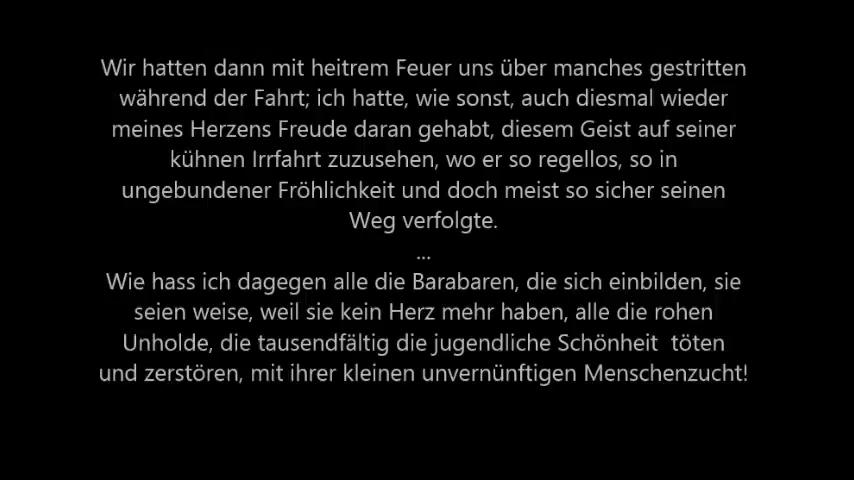 Wir hatten dann mit heitrem Feuer uns über manches gestritten
während der Fahrt; ich hatte, wie sonst, auch diesmal wieder
meines Herzens Freude daran gehabt, diesem Geist auf seiner
kühnen Irrfahrt zuzusehen, wo er so regellos, so in
ungebundener Fröhlichkeit und doch meist so sicher seinen
Weg verfolgte.
...
Wie hass ich dagegen alle die Barabaren, die sich einbilden, sie
seien weise, weil sie kein Herz mehr haben, alle die rohen
Unholde, die tausendfältig die jugendliche Schönheit  töten
und zerstören, mit ihrer kleinen unvernünftigen Menschenzucht!